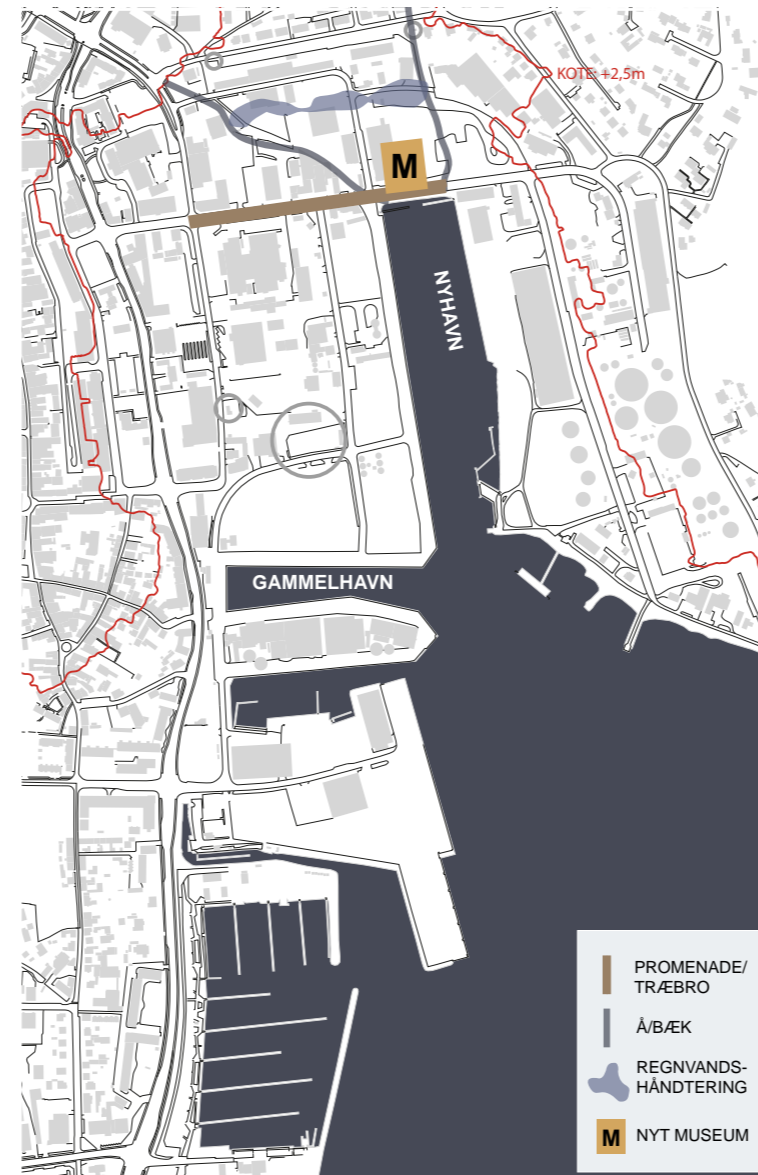 KOTE: +2,5m
M
NYHAVN
GAMMELHAVN
PROMENADE/
TRÆBRO
Å/BÆK
REGNVANDS-
HÅNDTERING
M NYT MUSEUM